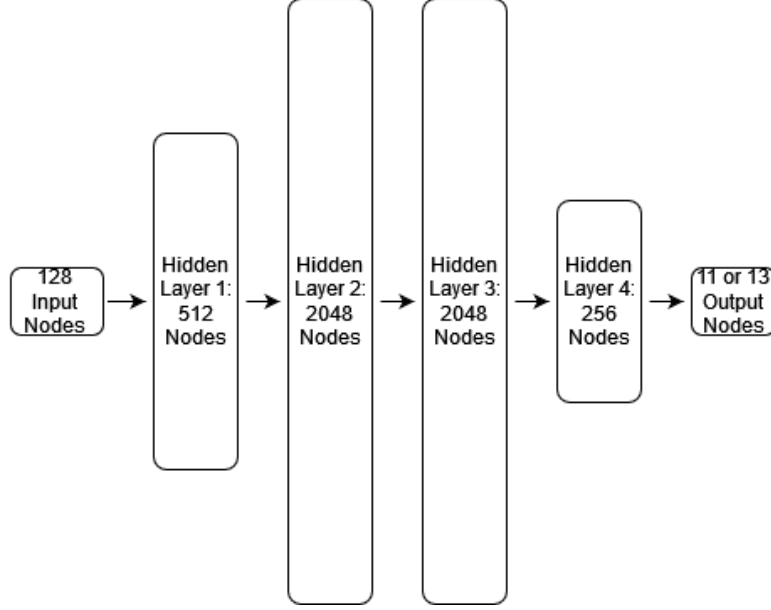 128
Input
Nodes
Hidden
Layer 1:
512
Nodes
Hidden
Layer 2:
2048
Nodes
Hidden
Layer 3:
2048
Nodes
Hidden
Layer 4:
256
Nodes
11 or 13
Output
Nodes